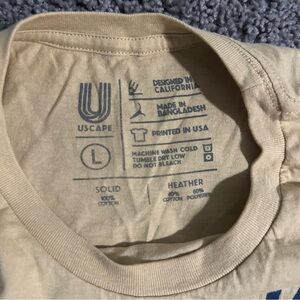 USCAPE
L
DESIGNED IN
CALIFORNIA
MADE IN
BANGLADESH
PRINTED IN USA
MACHINE WASH COLD
TUMBLE DRY LOW
DO NOT BLEACH
SOLID
100%
COTTON
HEATHER
40%
COTTON
60%
POLYESTER